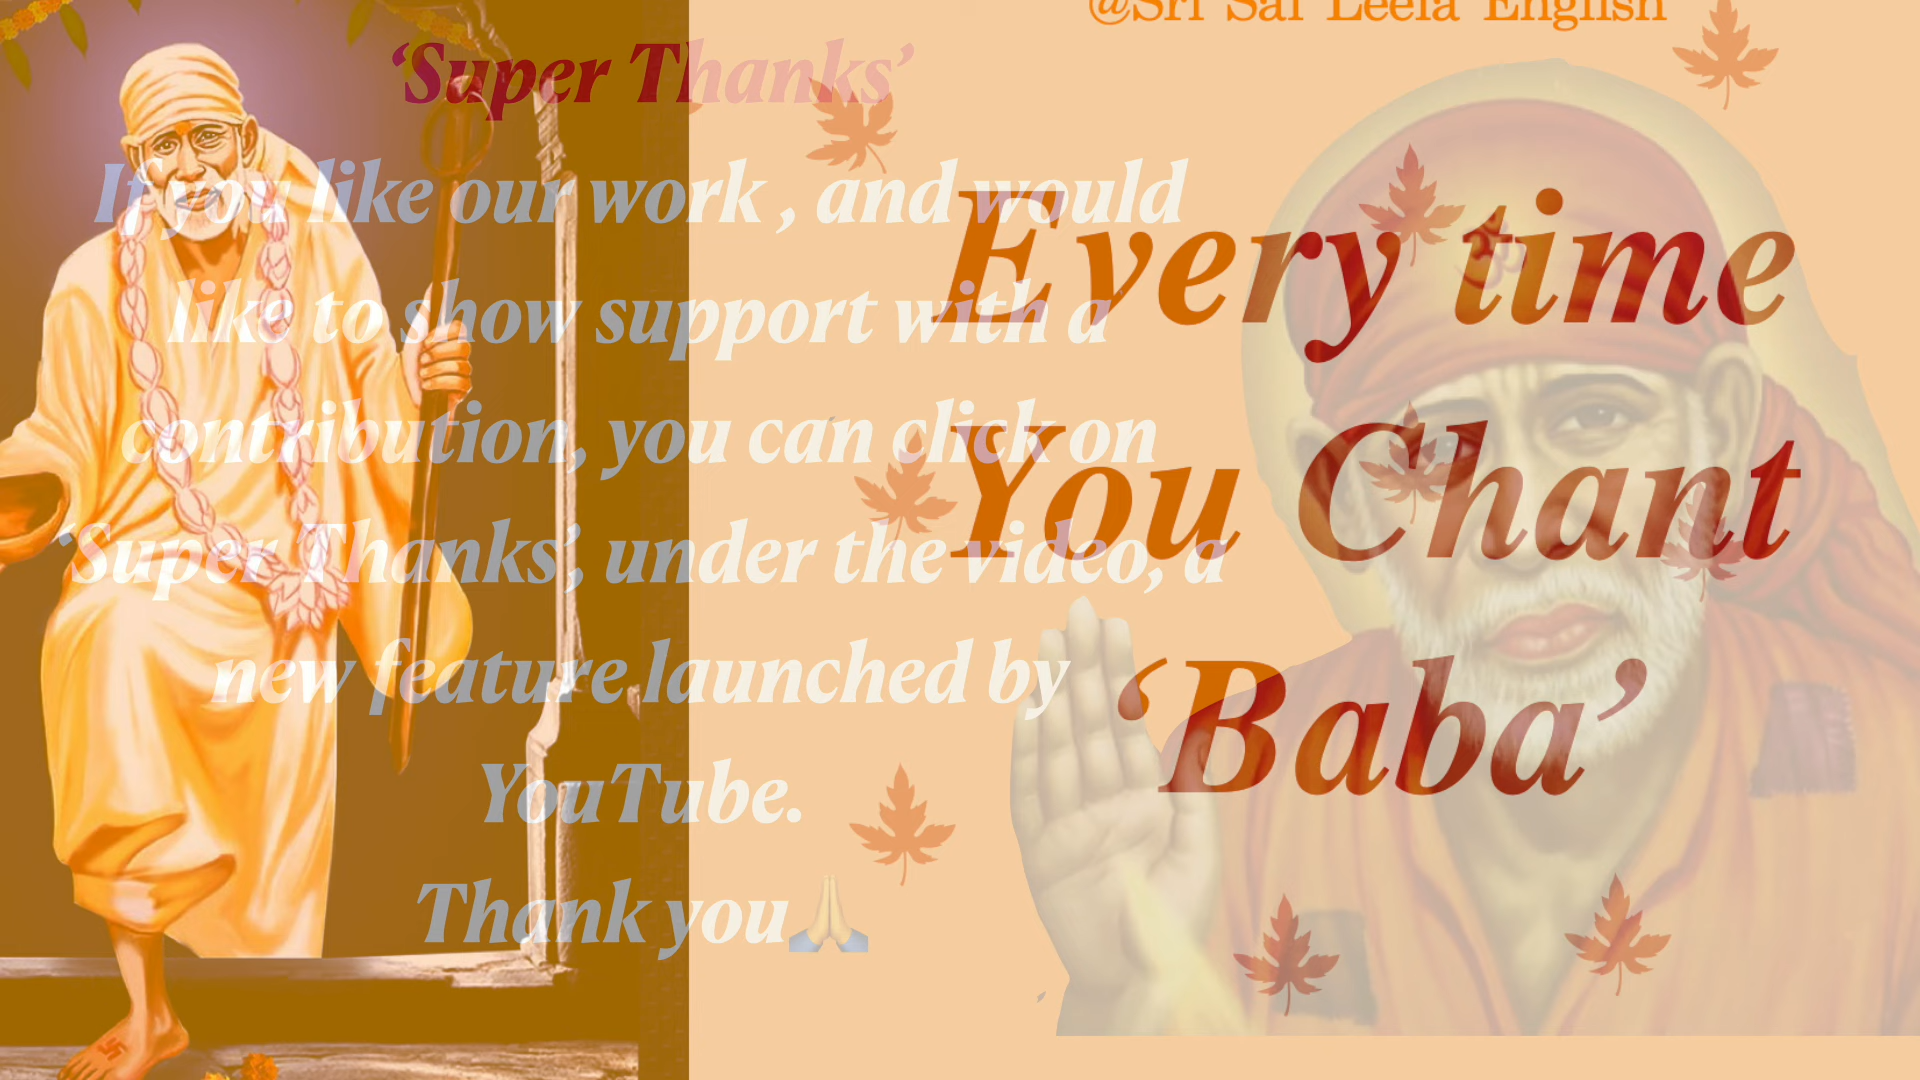 @Sri Sai Leela English
‘Super Thanks’
If you like our work , and would
like to show support with a
contribution, you can click on
‘Super Thanks’, under the video, a
new feature launched by
YouTube.
Thank you🙏
Every time
You Chant
‘Baba’